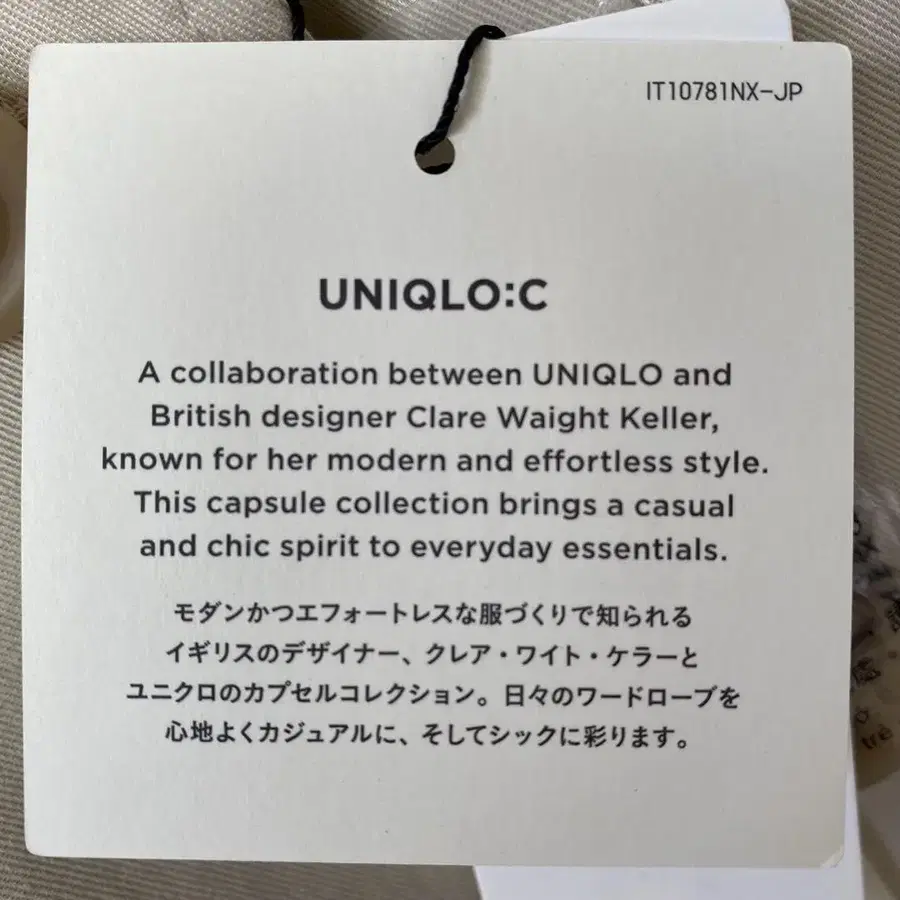 IT10781NX-JP
UNIQLO:C
A collaboration between UNIQLO and
British designer Clare Waight Keller,
known for her modern and effortless style.
This capsule collection brings a casual
and chic spirit to everyday essentials.
モダンかつエフォートレスな服づくりで知られる
イギリスのデザイナー、クレア・ワイト・ケラーと
ユニクロのカプセルコレクション。日々のワードローブを
心地よくカジュアルに、そしてシックに彩ります。